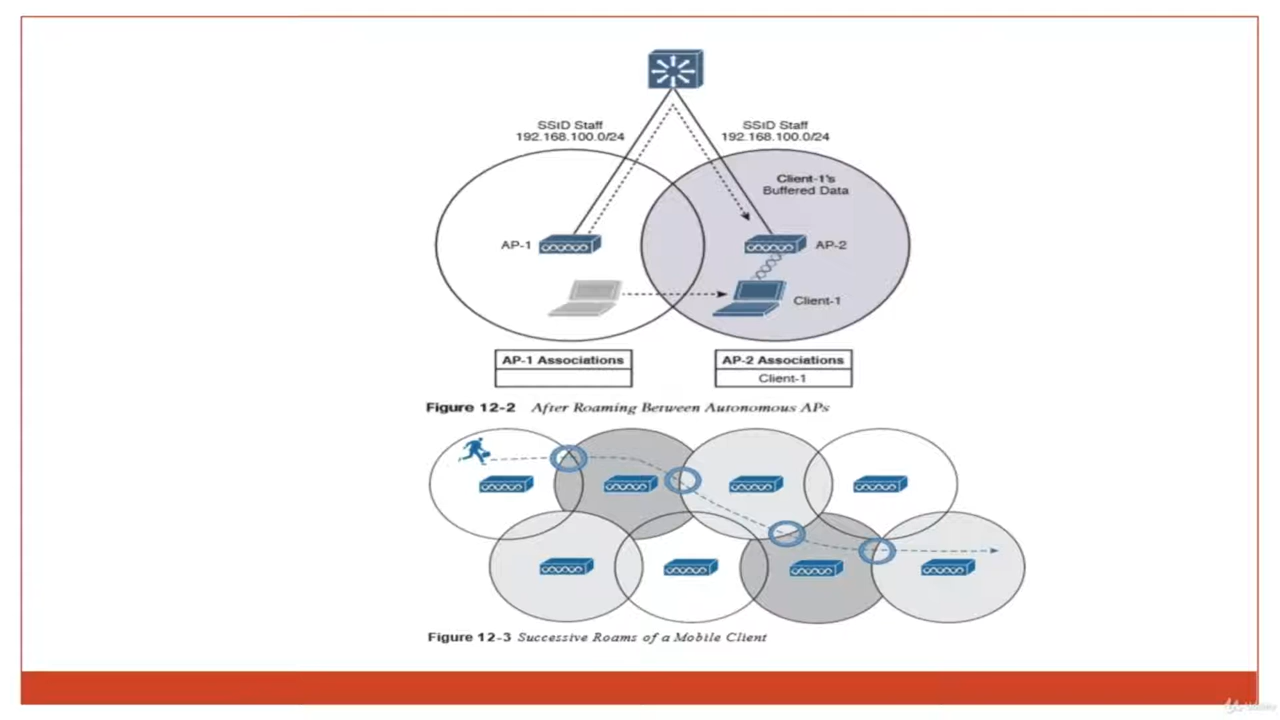 SSID Staff
192.168.100.0/24
SSID Staff
192.168.100.0/24
Client-1's
Buffered Data
AP-1
AP-2
Client-1
AP-1 Associations
AP-2 Associations
Client-1
Figure 12-2 After Roaming Between Autonomous APs
Figure 12-3 Successive Roams of a Mobile Client